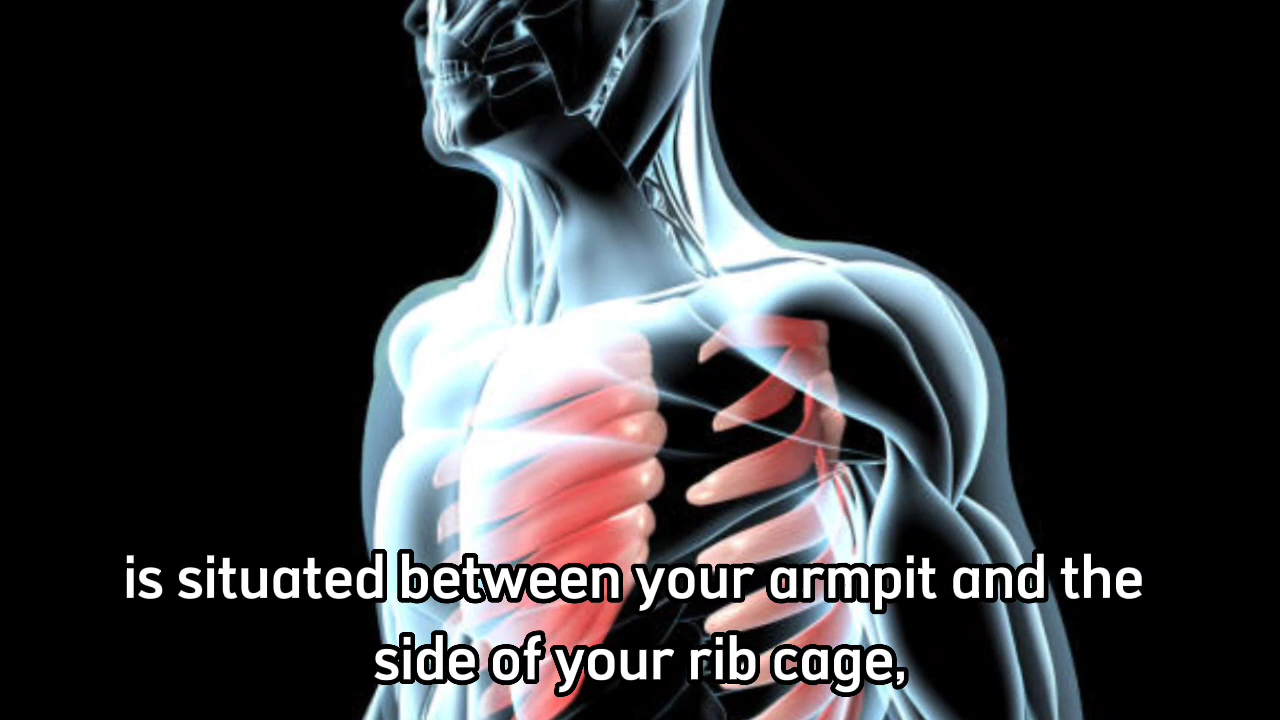 is situated between your armpit and the
side of your rib cage,